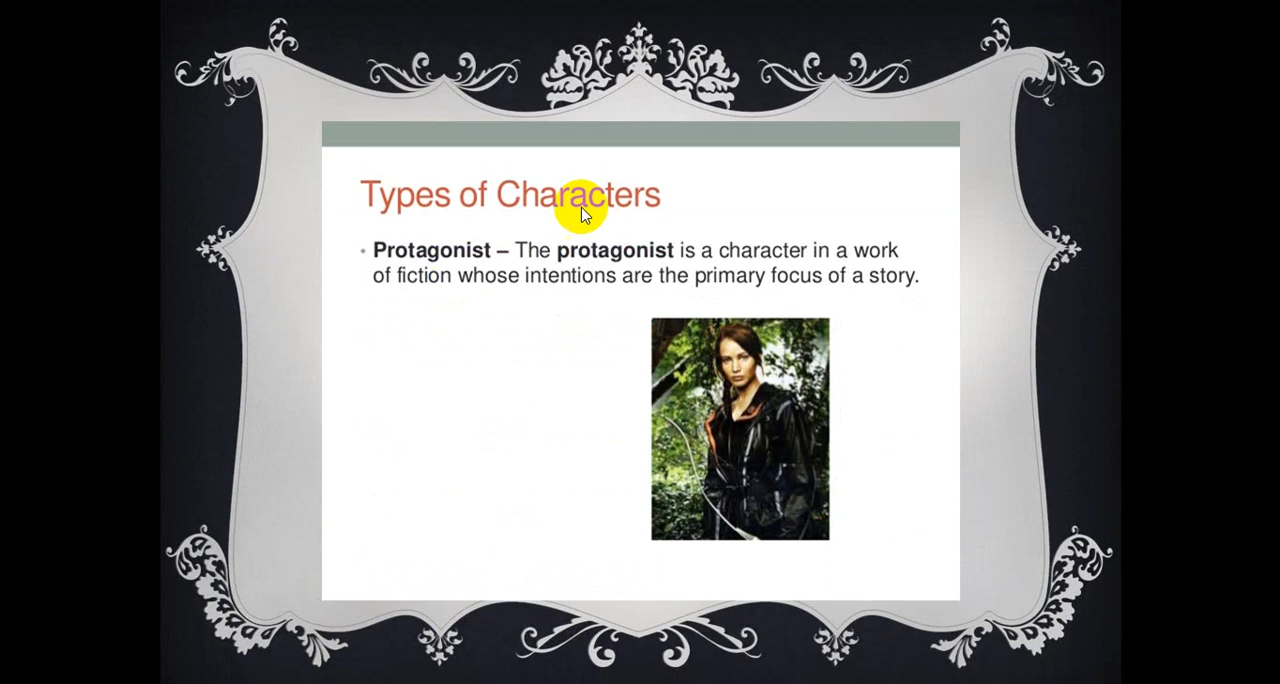 Types of Characters
• Protagonist – The protagonist is a character in a work
of fiction whose intentions are the primary focus of a story.